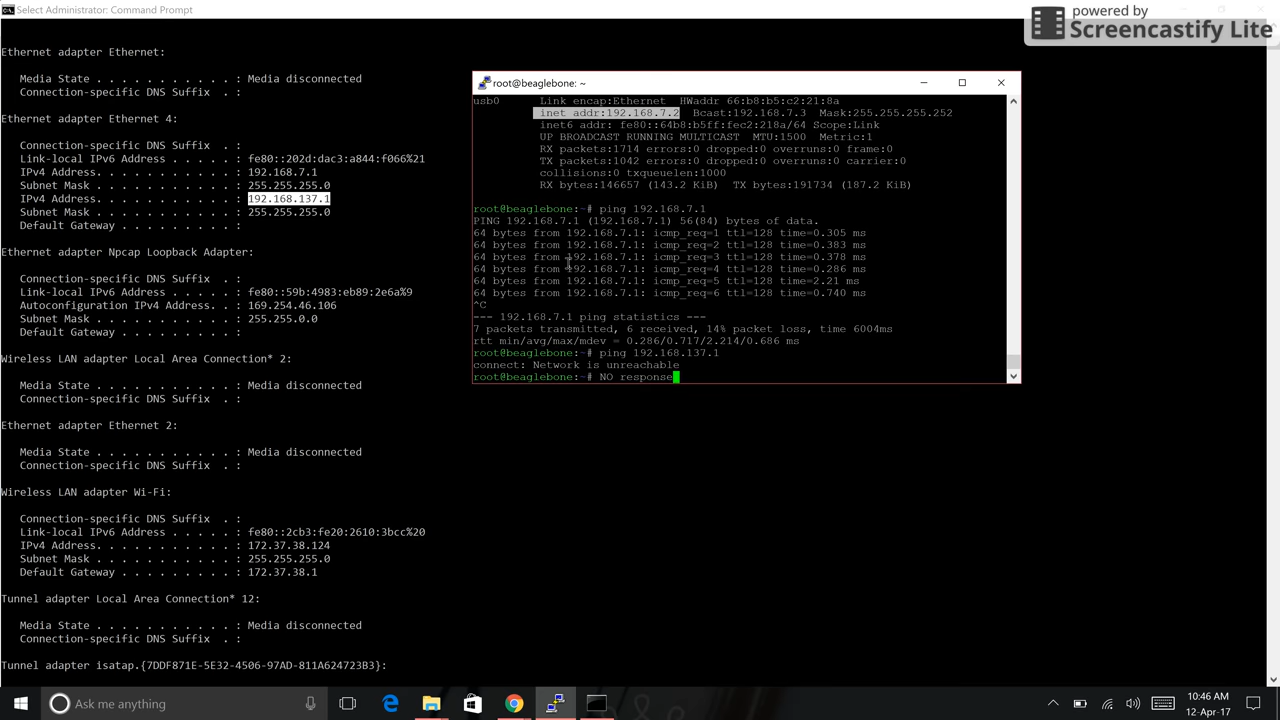 Select Administrator: Command Prompt
powered by
Screencastify Lite
Ethernet adapter Ethernet:
Media State . . . . . . . . . . . : Media disconnected
Connection-specific DNS Suffix  . :
Ethernet adapter Ethernet 4:
Connection-specific DNS Suffix  . :
Link-local IPv6 Address . . . . . : fe80::202d:dac3:a844:f066%21
IPv4 Address. . . . . . . . . . . : 192.168.7.1
Subnet Mask . . . . . . . . . . . : 255.255.255.0
IPv4 Address. . . . . . . . . . . : 192.168.137.1
Subnet Mask . . . . . . . . . . . : 255.255.255.0
Default Gateway . . . . . . . . . :
Ethernet adapter Npcap Loopback Adapter:
Connection-specific DNS Suffix  . :
Link-local IPv6 Address . . . . . : fe80::59b:4983:eb89:2e6a%9
Autoconfiguration IPv4 Address. . : 169.254.46.106
Subnet Mask . . . . . . . . . . . : 255.255.0.0
Default Gateway . . . . . . . . . :
Wireless LAN adapter Local Area Connection* 2:
Media State . . . . . . . . . . . : Media disconnected
Connection-specific DNS Suffix  . :
Ethernet adapter Ethernet 2:
Media State . . . . . . . . . . . : Media disconnected
Connection-specific DNS Suffix  . :
Wireless LAN adapter Wi-Fi:
Connection-specific DNS Suffix  . :
Link-local IPv6 Address . . . . . : fe80::2cb3:fe20:2610:3bcc%20
IPv4 Address. . . . . . . . . . . : 172.37.38.124
Subnet Mask . . . . . . . . . . . : 255.255.255.0
Default Gateway . . . . . . . . . : 172.37.38.1
Tunnel adapter Local Area Connection* 12:
Media State . . . . . . . . . . . : Media disconnected
Connection-specific DNS Suffix  . :
Tunnel adapter isatap.{7DDF871E-5E32-4506-97AD-811A624723B3}:
root@beaglebone: ~
usb0      Link encap:Ethernet  HWaddr 66:b8:b5:c2:21:8a
inet addr:192.168.7.2  Bcast:192.168.7.3  Mask:255.255.255.252
inet6 addr: fe80::64b8:b5ff:fec2:218a/64 Scope:Link
UP BROADCAST RUNNING MULTICAST  MTU:1500  Metric:1
RX packets:1714 errors:0 dropped:0 overruns:0 frame:0
TX packets:1042 errors:0 dropped:0 overruns:0 carrier:0
collisions:0 txqueuelen:1000
RX bytes:146657 (143.2 KiB)  TX bytes:191734 (187.2 KiB)
root@beaglebone:~# ping 192.168.7.1
PING 192.168.7.1 (192.168.7.1) 56(84) bytes of data.
64 bytes from 192.168.7.1: icmp_req=1 ttl=128 time=0.305 ms
64 bytes from 192.168.7.1: icmp_req=2 ttl=128 time=0.383 ms
64 bytes from 192.168.7.1: icmp_req=3 ttl=128 time=0.378 ms
64 bytes from 192.168.7.1: icmp_req=4 ttl=128 time=0.286 ms
64 bytes from 192.168.7.1: icmp_req=5 ttl=128 time=2.21 ms
64 bytes from 192.168.7.1: icmp_req=6 ttl=128 time=0.740 ms
^C
--- 192.168.7.1 ping statistics ---
7 packets transmitted, 6 received, 14% packet loss, time 6004ms
rtt min/avg/max/mdev = 0.286/0.717/2.214/0.686 ms
root@beaglebone:~# ping 192.168.137.1
connect: Network is unreachable
root@beaglebone:~# NO response
Ask me anything
10:46 AM
12-Apr-17